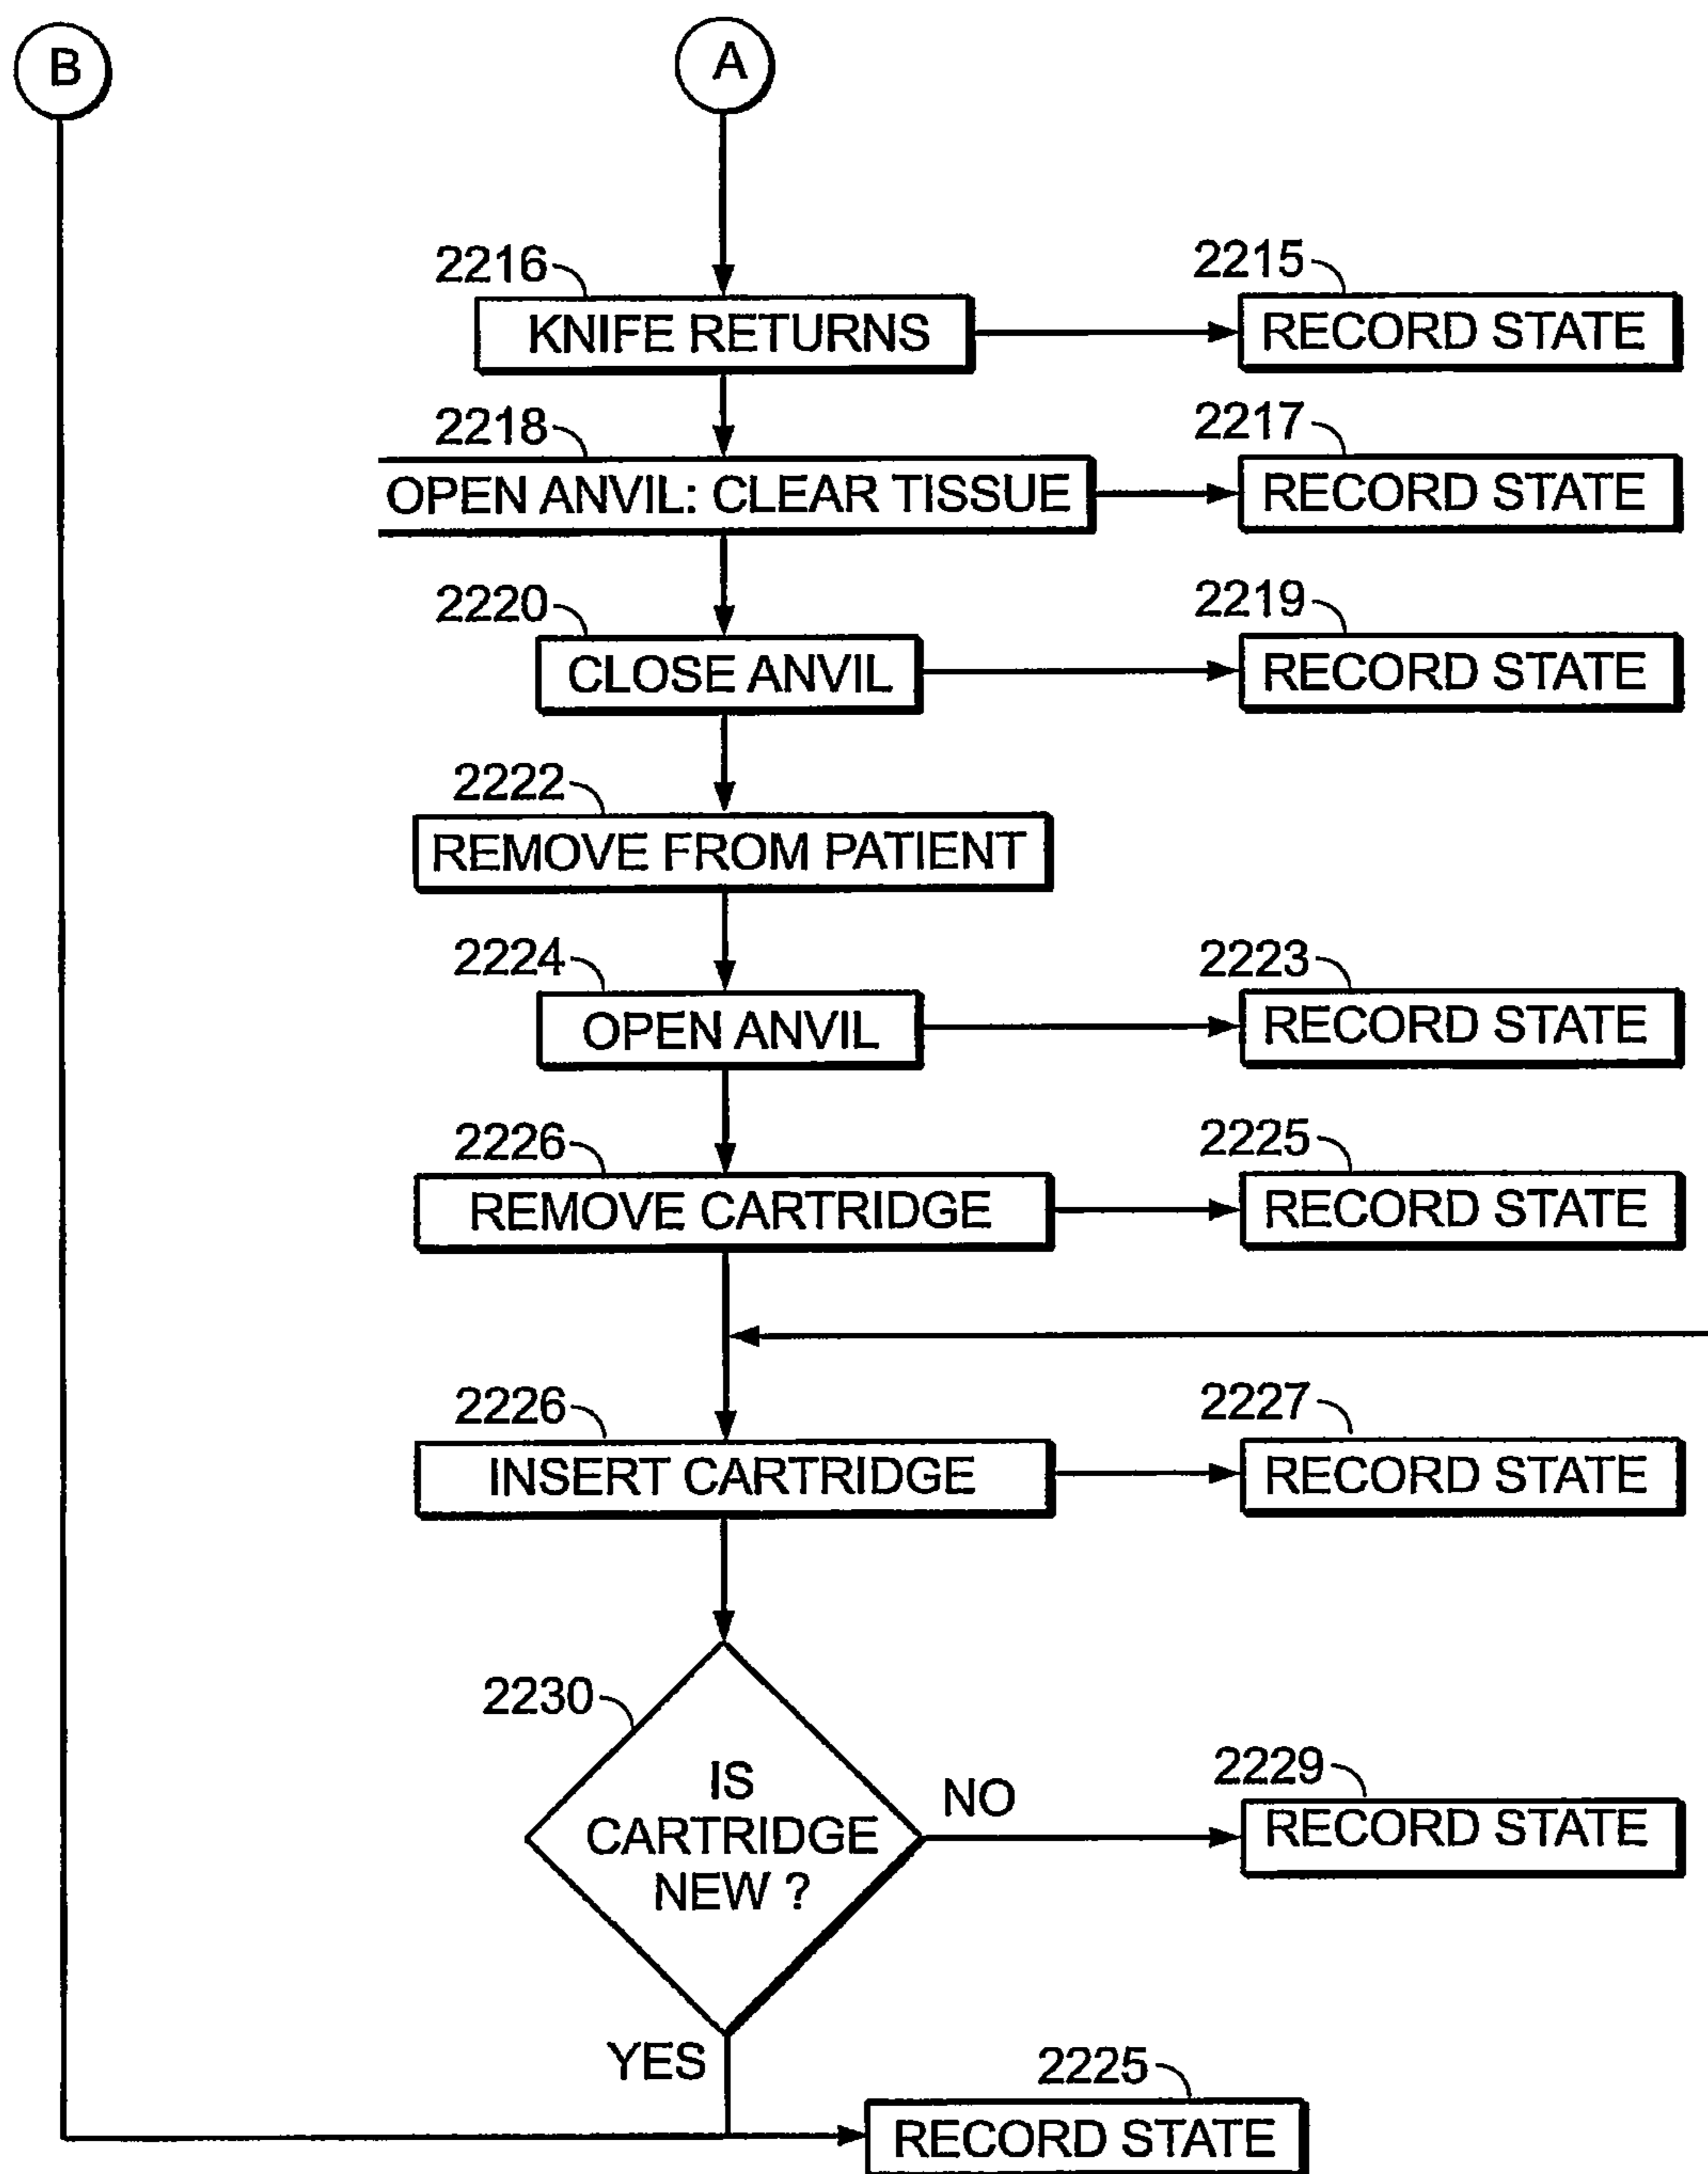 B
A
2216
KNIFE RETURNS
2215
RECORD STATE
2218
OPEN ANVIL: CLEAR TISSUE
2217
RECORD STATE
2220
CLOSE ANVIL
2219
RECORD STATE
2222
REMOVE FROM PATIENT
2224
OPEN ANVIL
2223
RECORD STATE
2226
REMOVE CARTRIDGE
2225
RECORD STATE
2226
INSERT CARTRIDGE
2227
RECORD STATE
2230
IS
CARTRIDGE
NEW ?
NO
2229
RECORD STATE
YES
2225
RECORD STATE